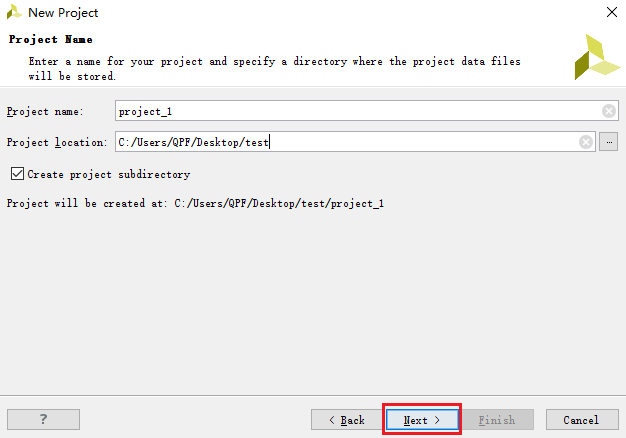 New Project
Project Name
Enter a name for your project and specify a directory where the project data files
will be stored.
Project name: project_1
Project location: C:/Users/QPF/Desktop/test ...
Create project subdirectory
Project will be created at: C:/Users/QPF/Desktop/test/project_1
? < Back Next > Finish Cancel